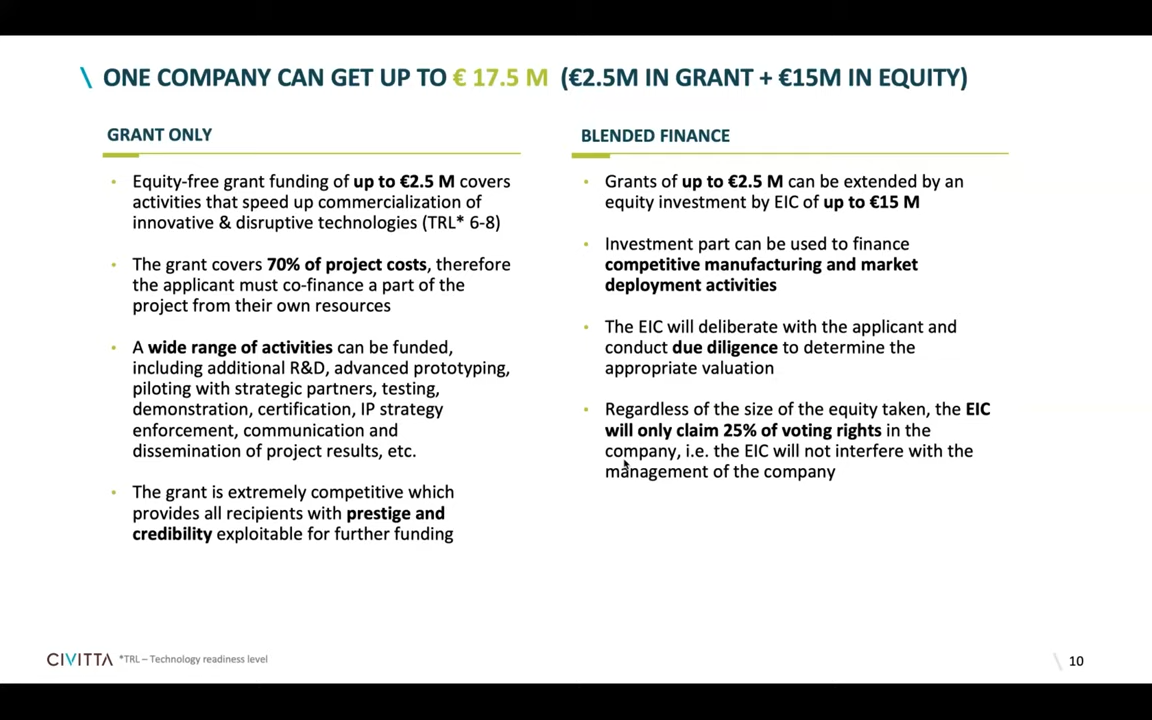 \ ONE COMPANY CAN GET UP TO € 17.5 M (€2.5M IN GRANT + €15M IN EQUITY)
GRANT ONLY
• Equity-free grant funding of up to €2.5 M covers
activities that speed up commercialization of
innovative & disruptive technologies (TRL* 6-8)
• The grant covers 70% of project costs, therefore
the applicant must co-finance a part of the
project from their own resources
• A wide range of activities can be funded,
including additional R&D, advanced prototyping,
piloting with strategic partners, testing,
demonstration, certification, IP strategy
enforcement, communication and
dissemination of project results, etc.
• The grant is extremely competitive which
provides all recipients with prestige and
credibility exploitable for further funding
BLENDED FINANCE
• Grants of up to €2.5 M can be extended by an
equity investment by EIC of up to €15 M
• Investment part can be used to finance
competitive manufacturing and market
deployment activities
• The EIC will deliberate with the applicant and
conduct due diligence to determine the
appropriate valuation
• Regardless of the size of the equity taken, the EIC
will only claim 25% of voting rights in the
company, i.e. the EIC will not interfere with the
management of the company
CIVITTA *TRL – Technology readiness level
\ 10